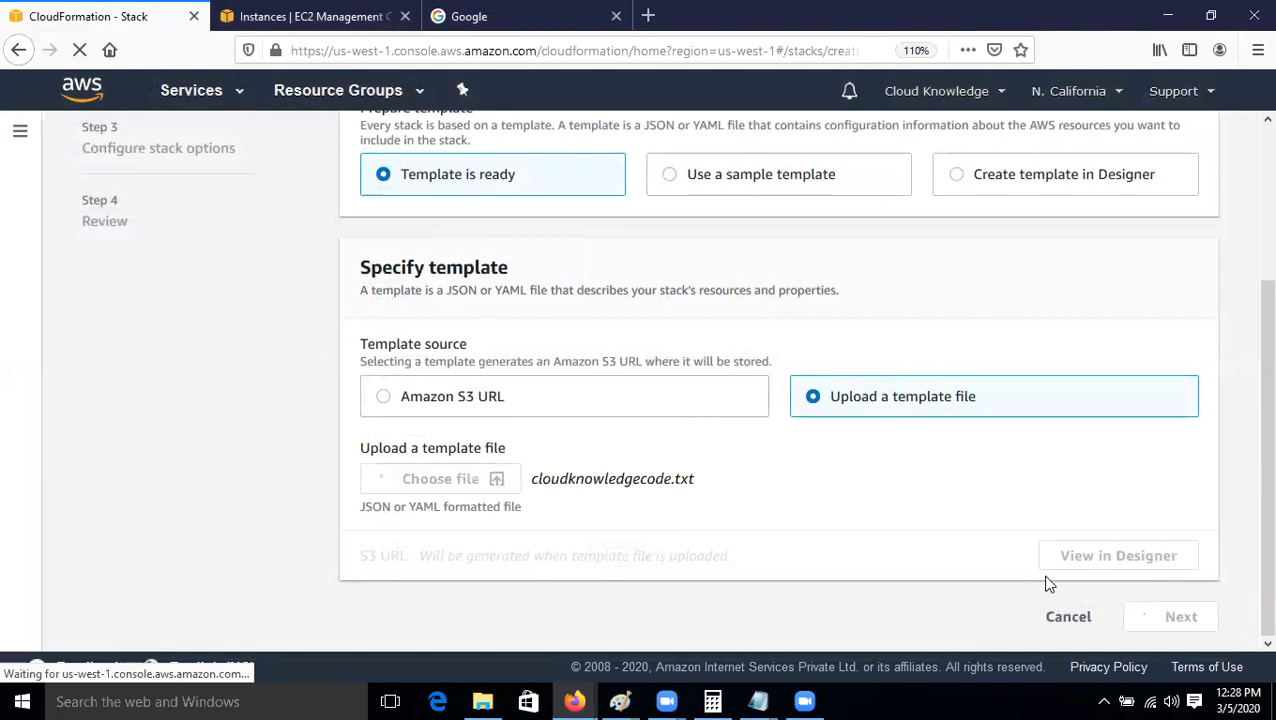 CloudFormation - Stack
Instances | EC2 Management C
Google
https://us-west-1.console.aws.amazon.com/cloudformation/home?region=us-west-1#/stacks/create
110%
aws
Services
Resource Groups
Cloud Knowledge
N. California
Support
Step 3
Configure stack options
Step 4
Review
Prepare template
Every stack is based on a template. A template is a JSON or YAML file that contains configuration information about the AWS resources you want to
include in the stack.
Template is ready
Use a sample template
Create template in Designer
Specify template
A template is a JSON or YAML file that describes your stack's resources and properties.
Template source
Selecting a template generates an Amazon S3 URL where it will be stored.
Amazon S3 URL
Upload a template file
Upload a template file
Choose file
cloudknowledgecode.txt
JSON or YAML formatted file
S3 URL: Will be generated when template file is uploaded
View in Designer
Cancel
Next
Waiting for us-west-1.console.aws.amazon.com...
© 2008 - 2020, Amazon Internet Services Private Ltd. or its affiliates. All rights reserved.
Privacy Policy
Terms of Use
Search the web and Windows
12:28 PM
3/5/2020